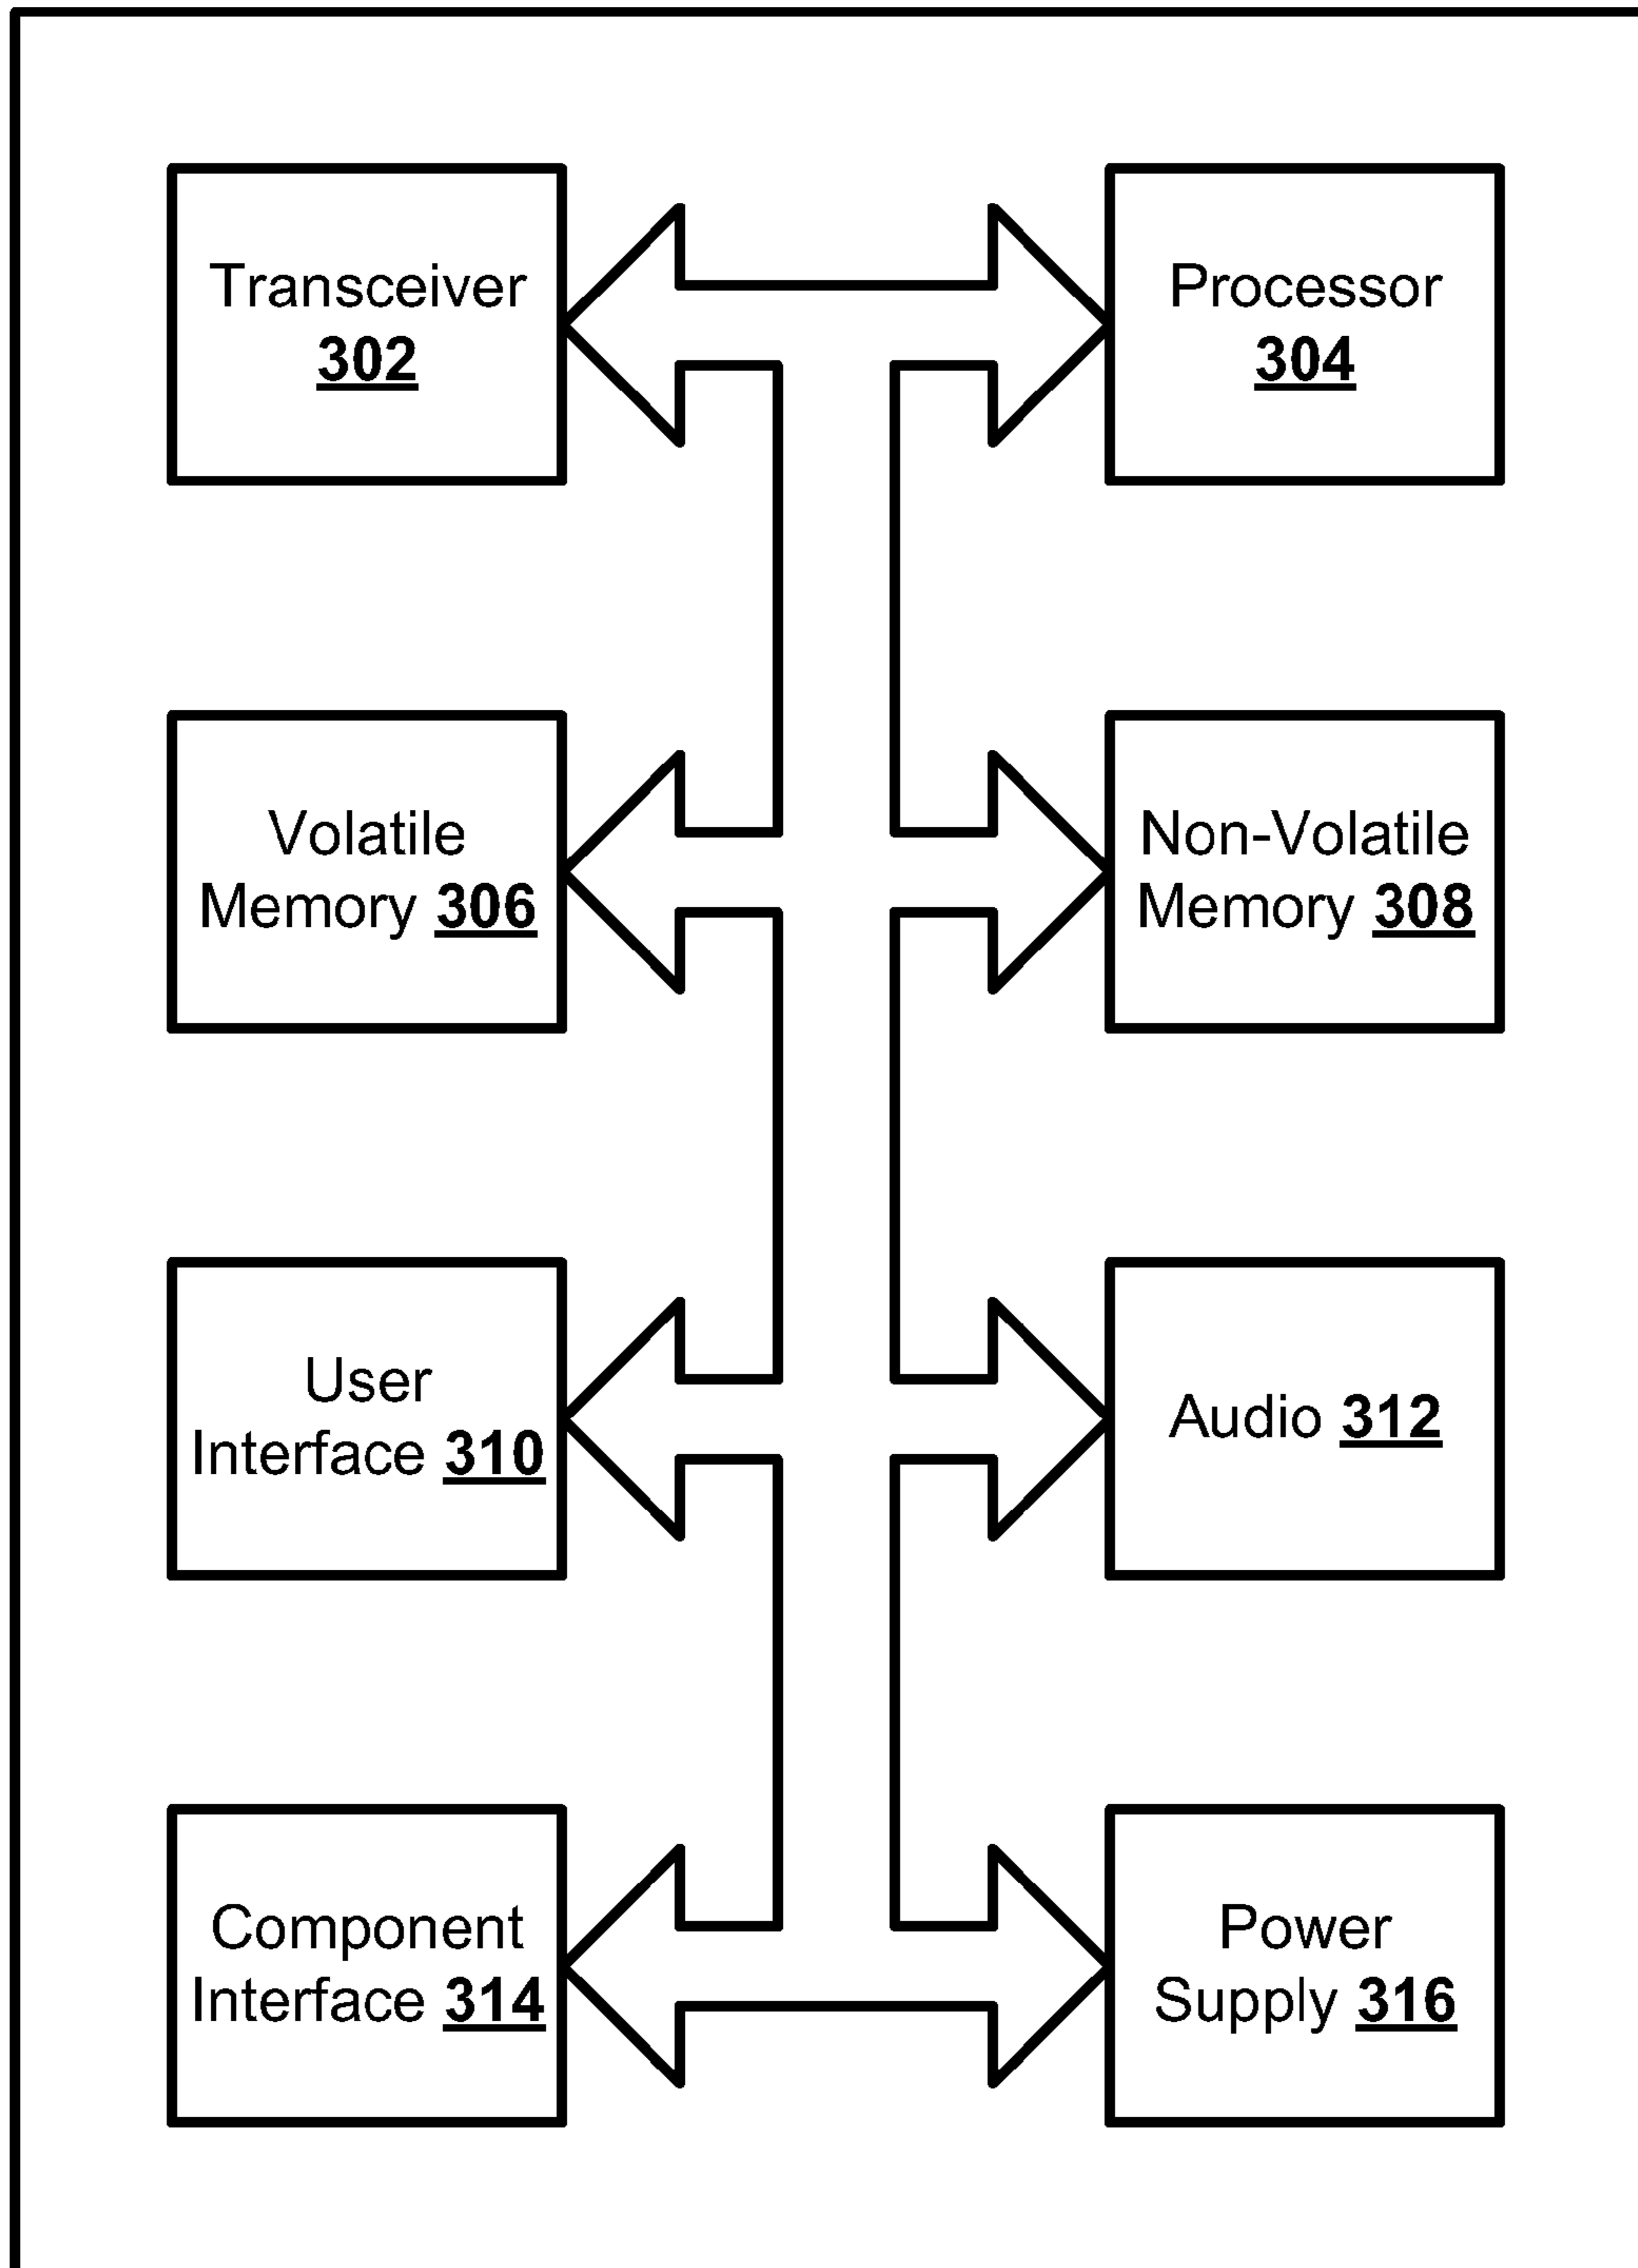 Transceiver
302
Processor
304
Volatile
Memory 306
Non-Volatile
Memory 308
User
Interface 310
Audio 312
Component
Interface 314
Power
Supply 316